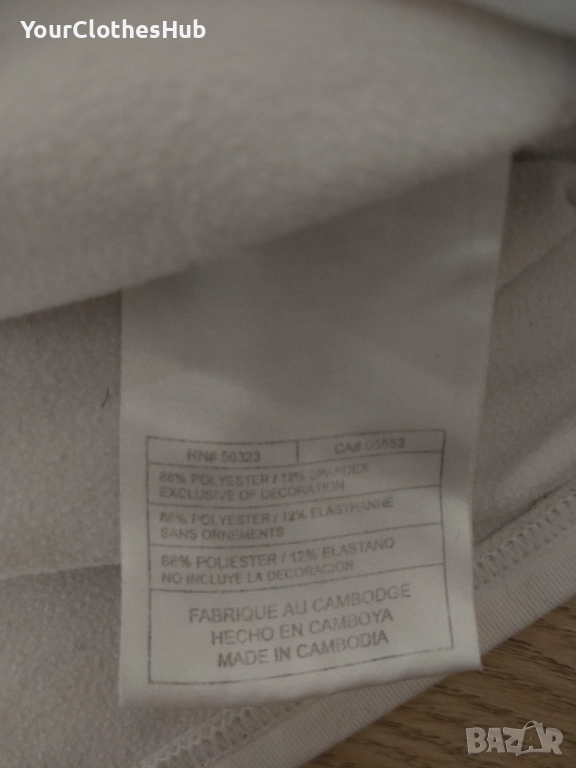 YourClothesHub
RN# 56323 CA# 05553
88% POLYESTER / 12% SPANDEX
EXCLUSIVE OF DECORATION
88% POLYESTER / 12% ELASTHANNE
SANS ORNEMENTS
88% POLIESTER / 12% ELASTANO
NO INCLUYE LA DECORACION
FABRIQUE AU CAMBODGE
HECHO EN CAMBOYA
MADE IN CAMBODIA
BAZAR